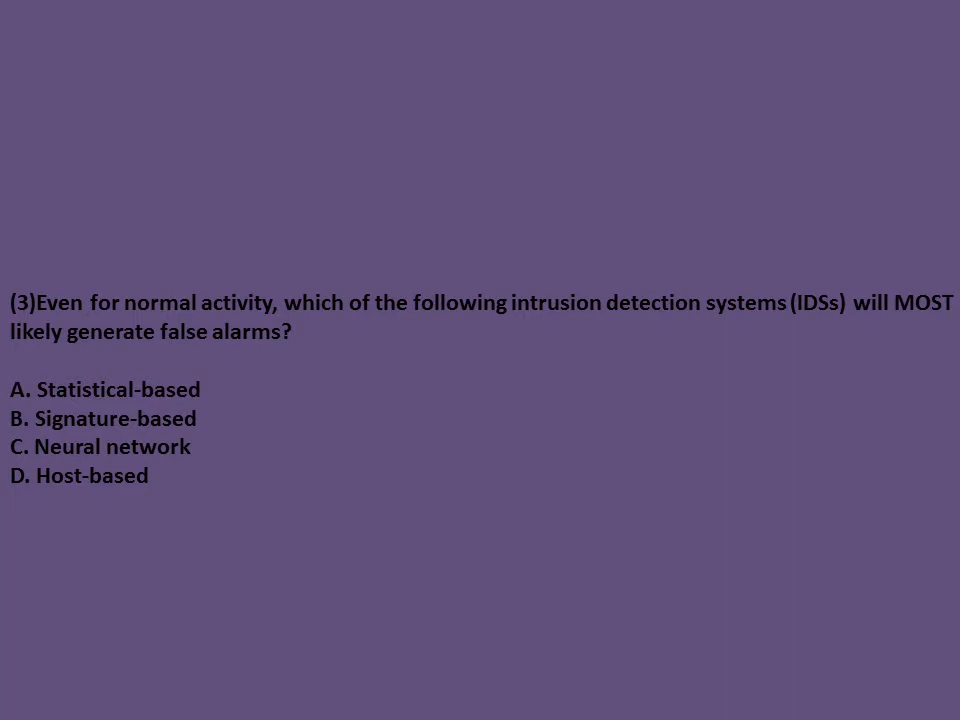 (3)Even for normal activity, which of the following intrusion detection systems (IDSs) will MOST
likely generate false alarms?
A. Statistical-based
B. Signature-based
C. Neural network
D. Host-based